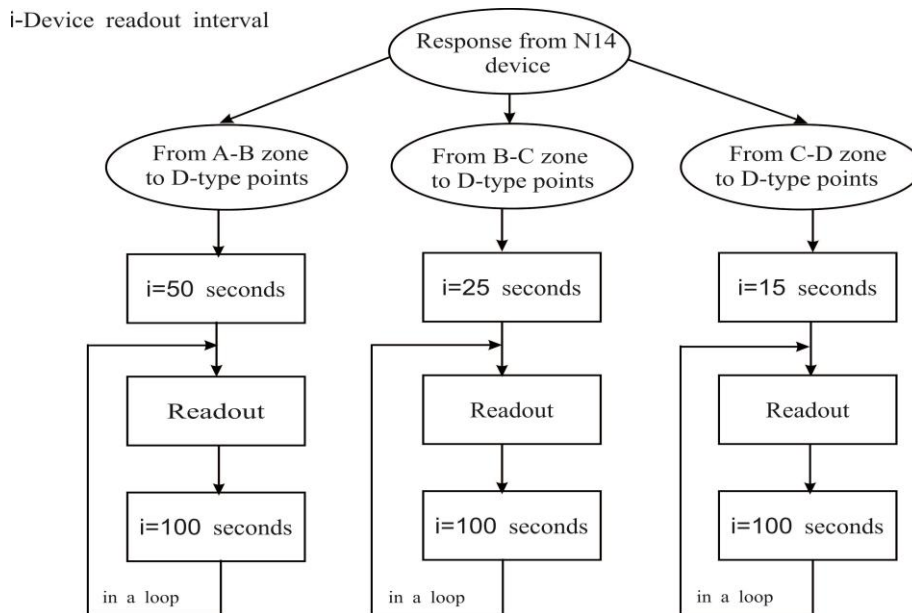 i-Device readout interval
Response from N14
device
From A-B zone
to D-type points
From B-C zone
to D-type points
From C-D zone
to D-type points
i=50 seconds
i=25 seconds
i=15 seconds
Readout
Readout
Readout
i=100 seconds
i=100 seconds
i=100 seconds
in a loop
in a loop
in a loop